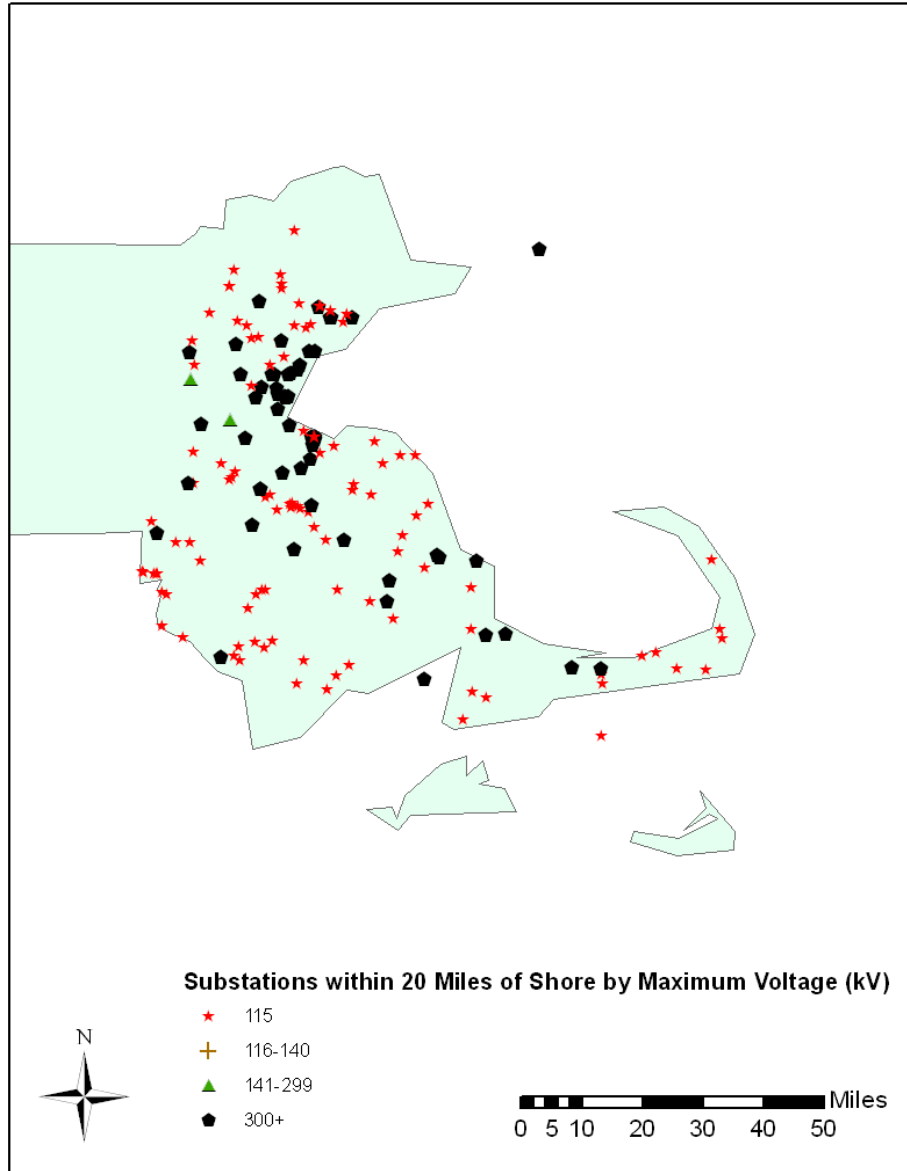 Substations within 20 Miles of Shore by Maximum Voltage (kV)
115
116-140
141-299
300+
N
Miles
0 5 10 20 30 40 50